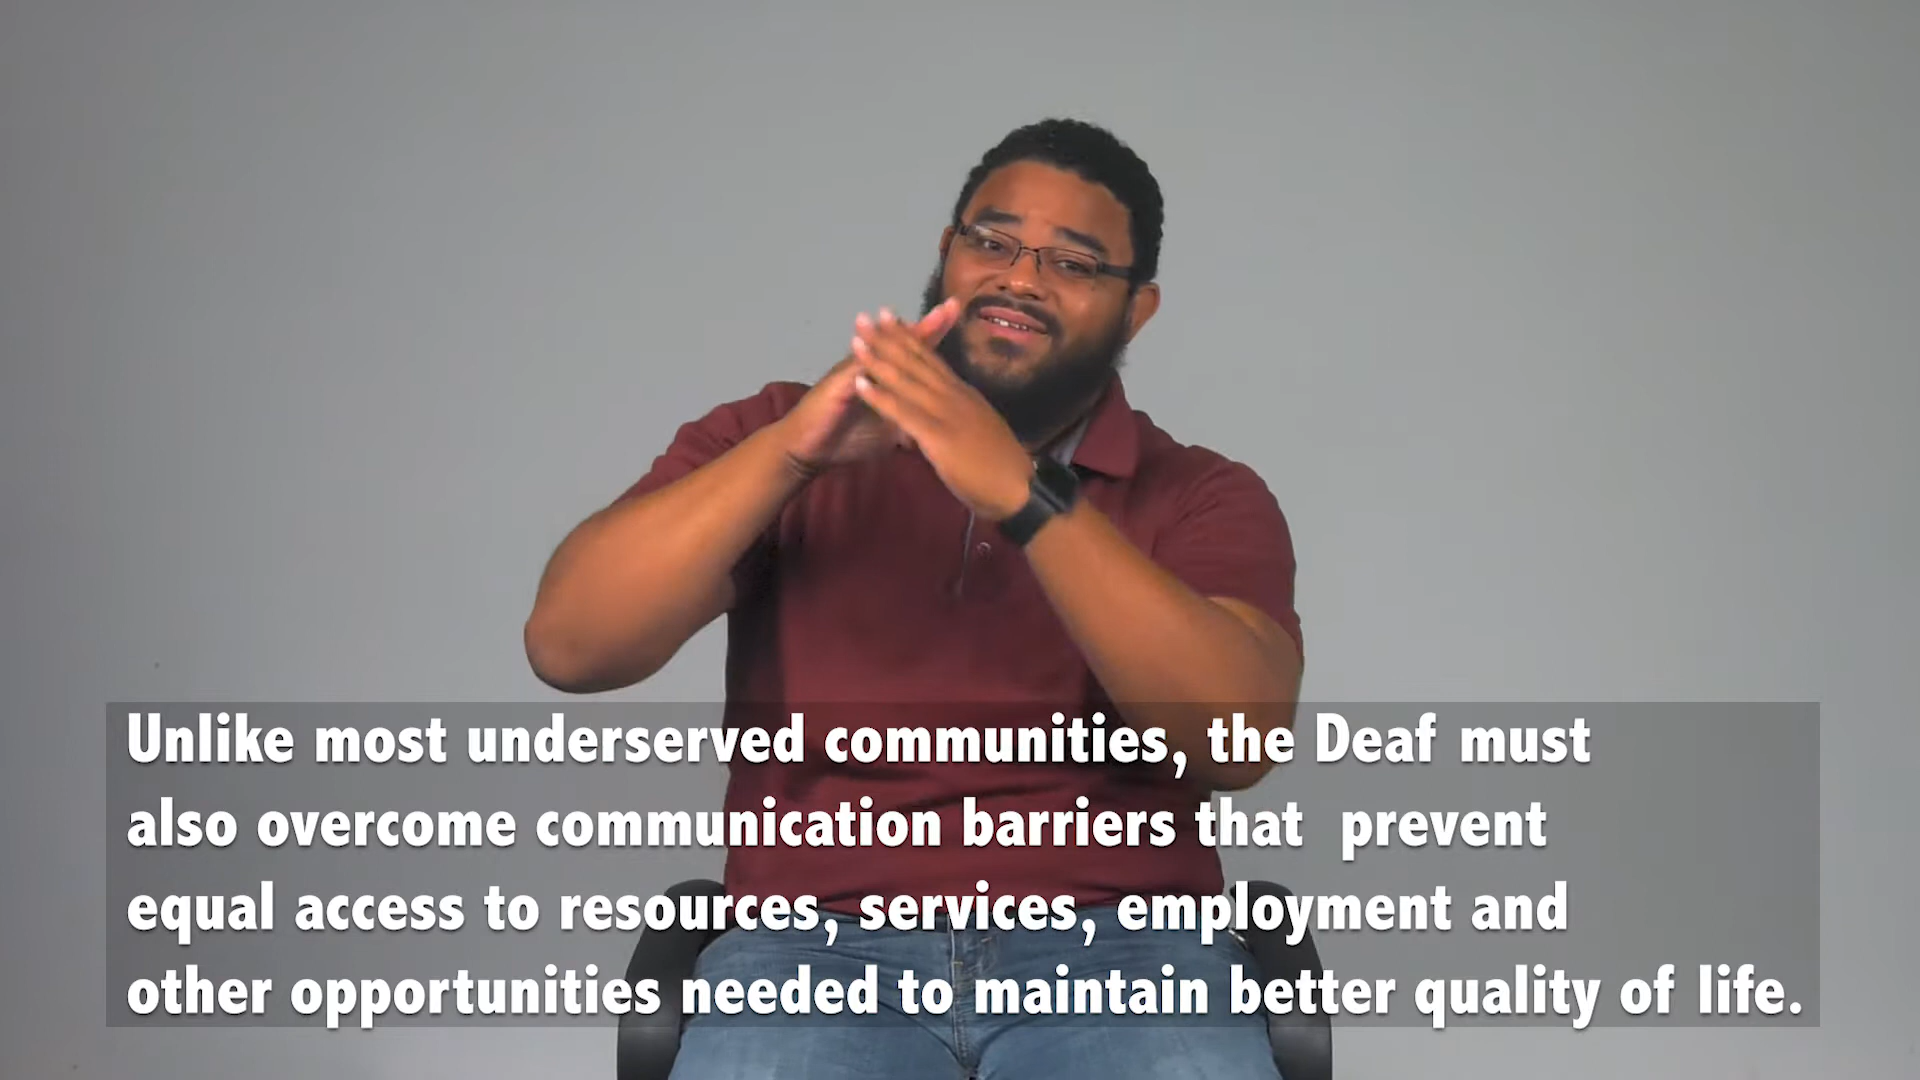 Unlike most underserved communities, the Deaf must
also overcome communication barriers that  prevent
equal access to resources, services, employment and
other opportunities needed to maintain better quality of life.